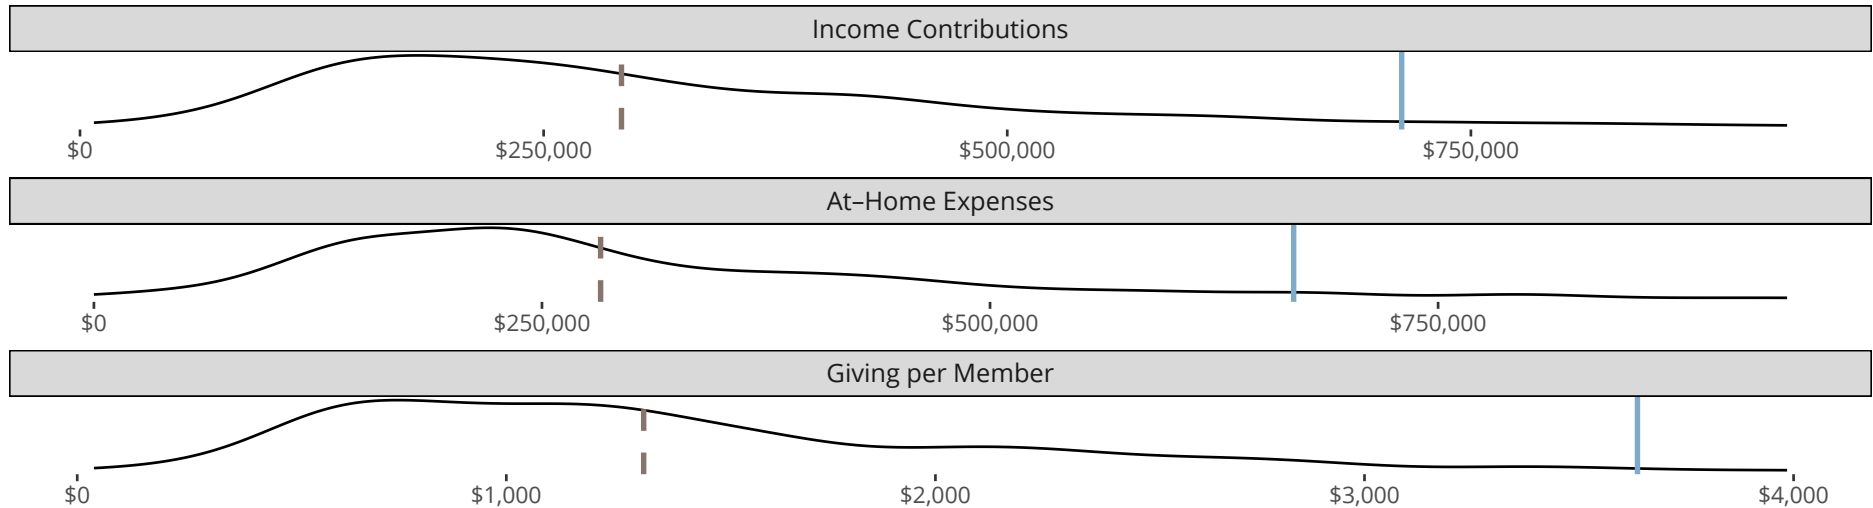 Income Contributions
$0 $250,000 $500,000 $750,000
At–Home Expenses
$0 $250,000 $500,000 $750,000
Giving per Member
$0 $1,000 $2,000 $3,000 $4,000